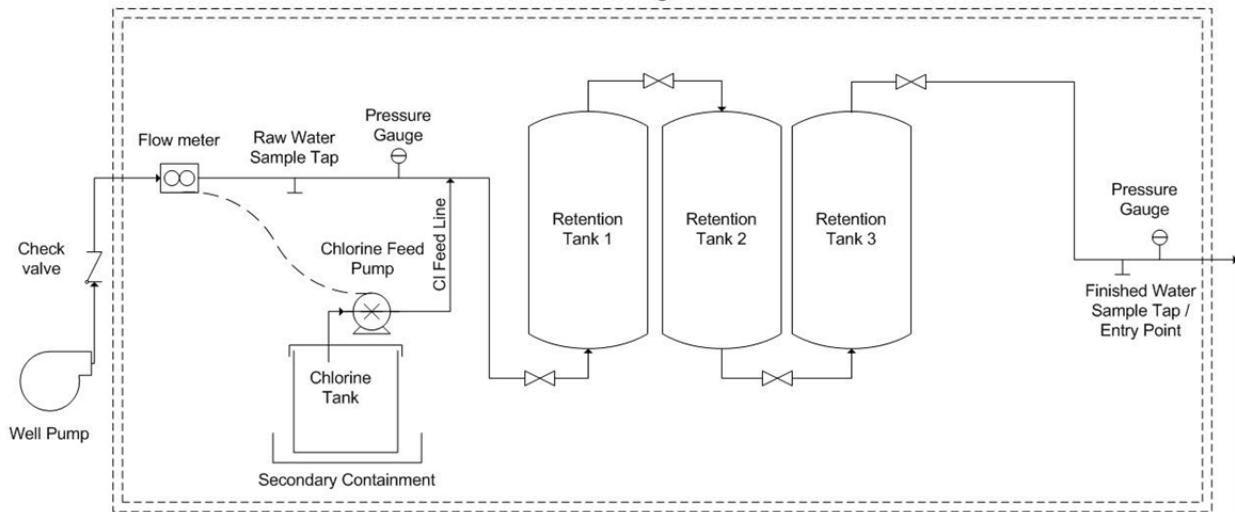 Flow meter
Raw Water
Sample Tap
Pressure
Gauge
Check
valve
Well Pump
Chlorine Feed
Pump
Cl Feed Line
Chlorine
Tank
Secondary Containment
Retention
Tank 1
Retention
Tank 2
Retention
Tank 3
Pressure
Gauge
Finished Water
Sample Tap /
Entry Point